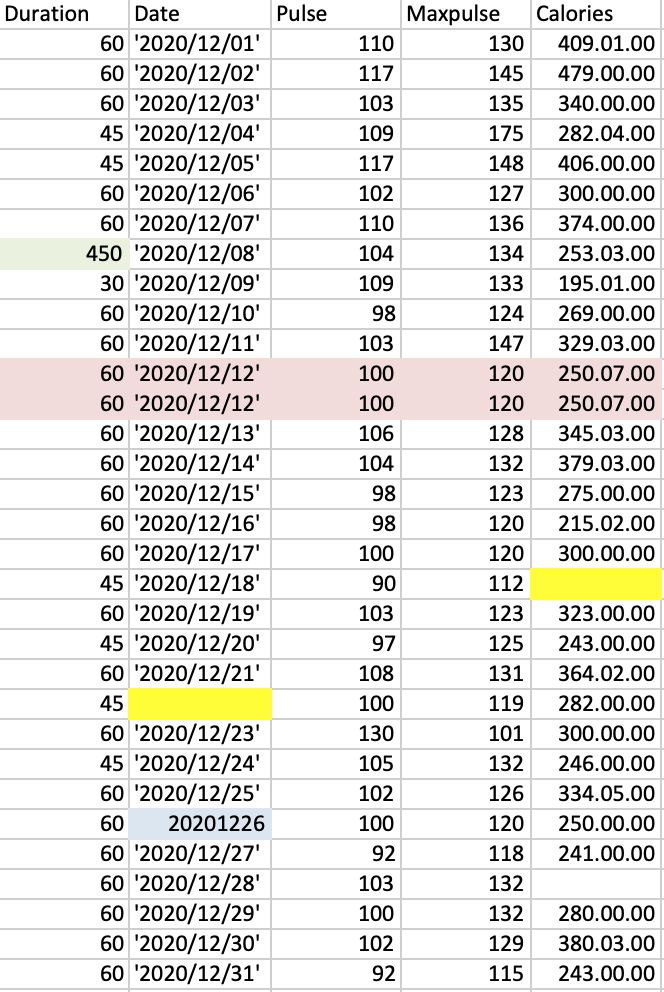 Duration Date Pulse Maxpulse Calories
60 '2020/12/01' 110 130 409.01.00
60 '2020/12/02' 117 145 479.00.00
60 '2020/12/03' 103 135 340.00.00
45 '2020/12/04' 109 175 282.04.00
45 '2020/12/05' 117 148 406.00.00
60 '2020/12/06' 102 127 300.00.00
60 '2020/12/07' 110 136 374.00.00
450 '2020/12/08' 104 134 253.03.00
30 '2020/12/09' 109 133 195.01.00
60 '2020/12/10' 98 124 269.00.00
60 '2020/12/11' 103 147 329.03.00
60 '2020/12/12' 100 120 250.07.00
60 '2020/12/12' 100 120 250.07.00
60 '2020/12/13' 106 128 345.03.00
60 '2020/12/14' 104 132 379.03.00
60 '2020/12/15' 98 123 275.00.00
60 '2020/12/16' 98 120 215.02.00
60 '2020/12/17' 100 120 300.00.00
45 '2020/12/18' 90 112
60 '2020/12/19' 103 123 323.00.00
45 '2020/12/20' 97 125 243.00.00
60 '2020/12/21' 108 131 364.02.00
45 100 119 282.00.00
60 '2020/12/23' 130 101 300.00.00
45 '2020/12/24' 105 132 246.00.00
60 '2020/12/25' 102 126 334.05.00
60 20201226 100 120 250.00.00
60 '2020/12/27' 92 118 241.00.00
60 '2020/12/28' 103 132
60 '2020/12/29' 100 132 280.00.00
60 '2020/12/30' 102 129 380.03.00
60 '2020/12/31' 92 115 243.00.00